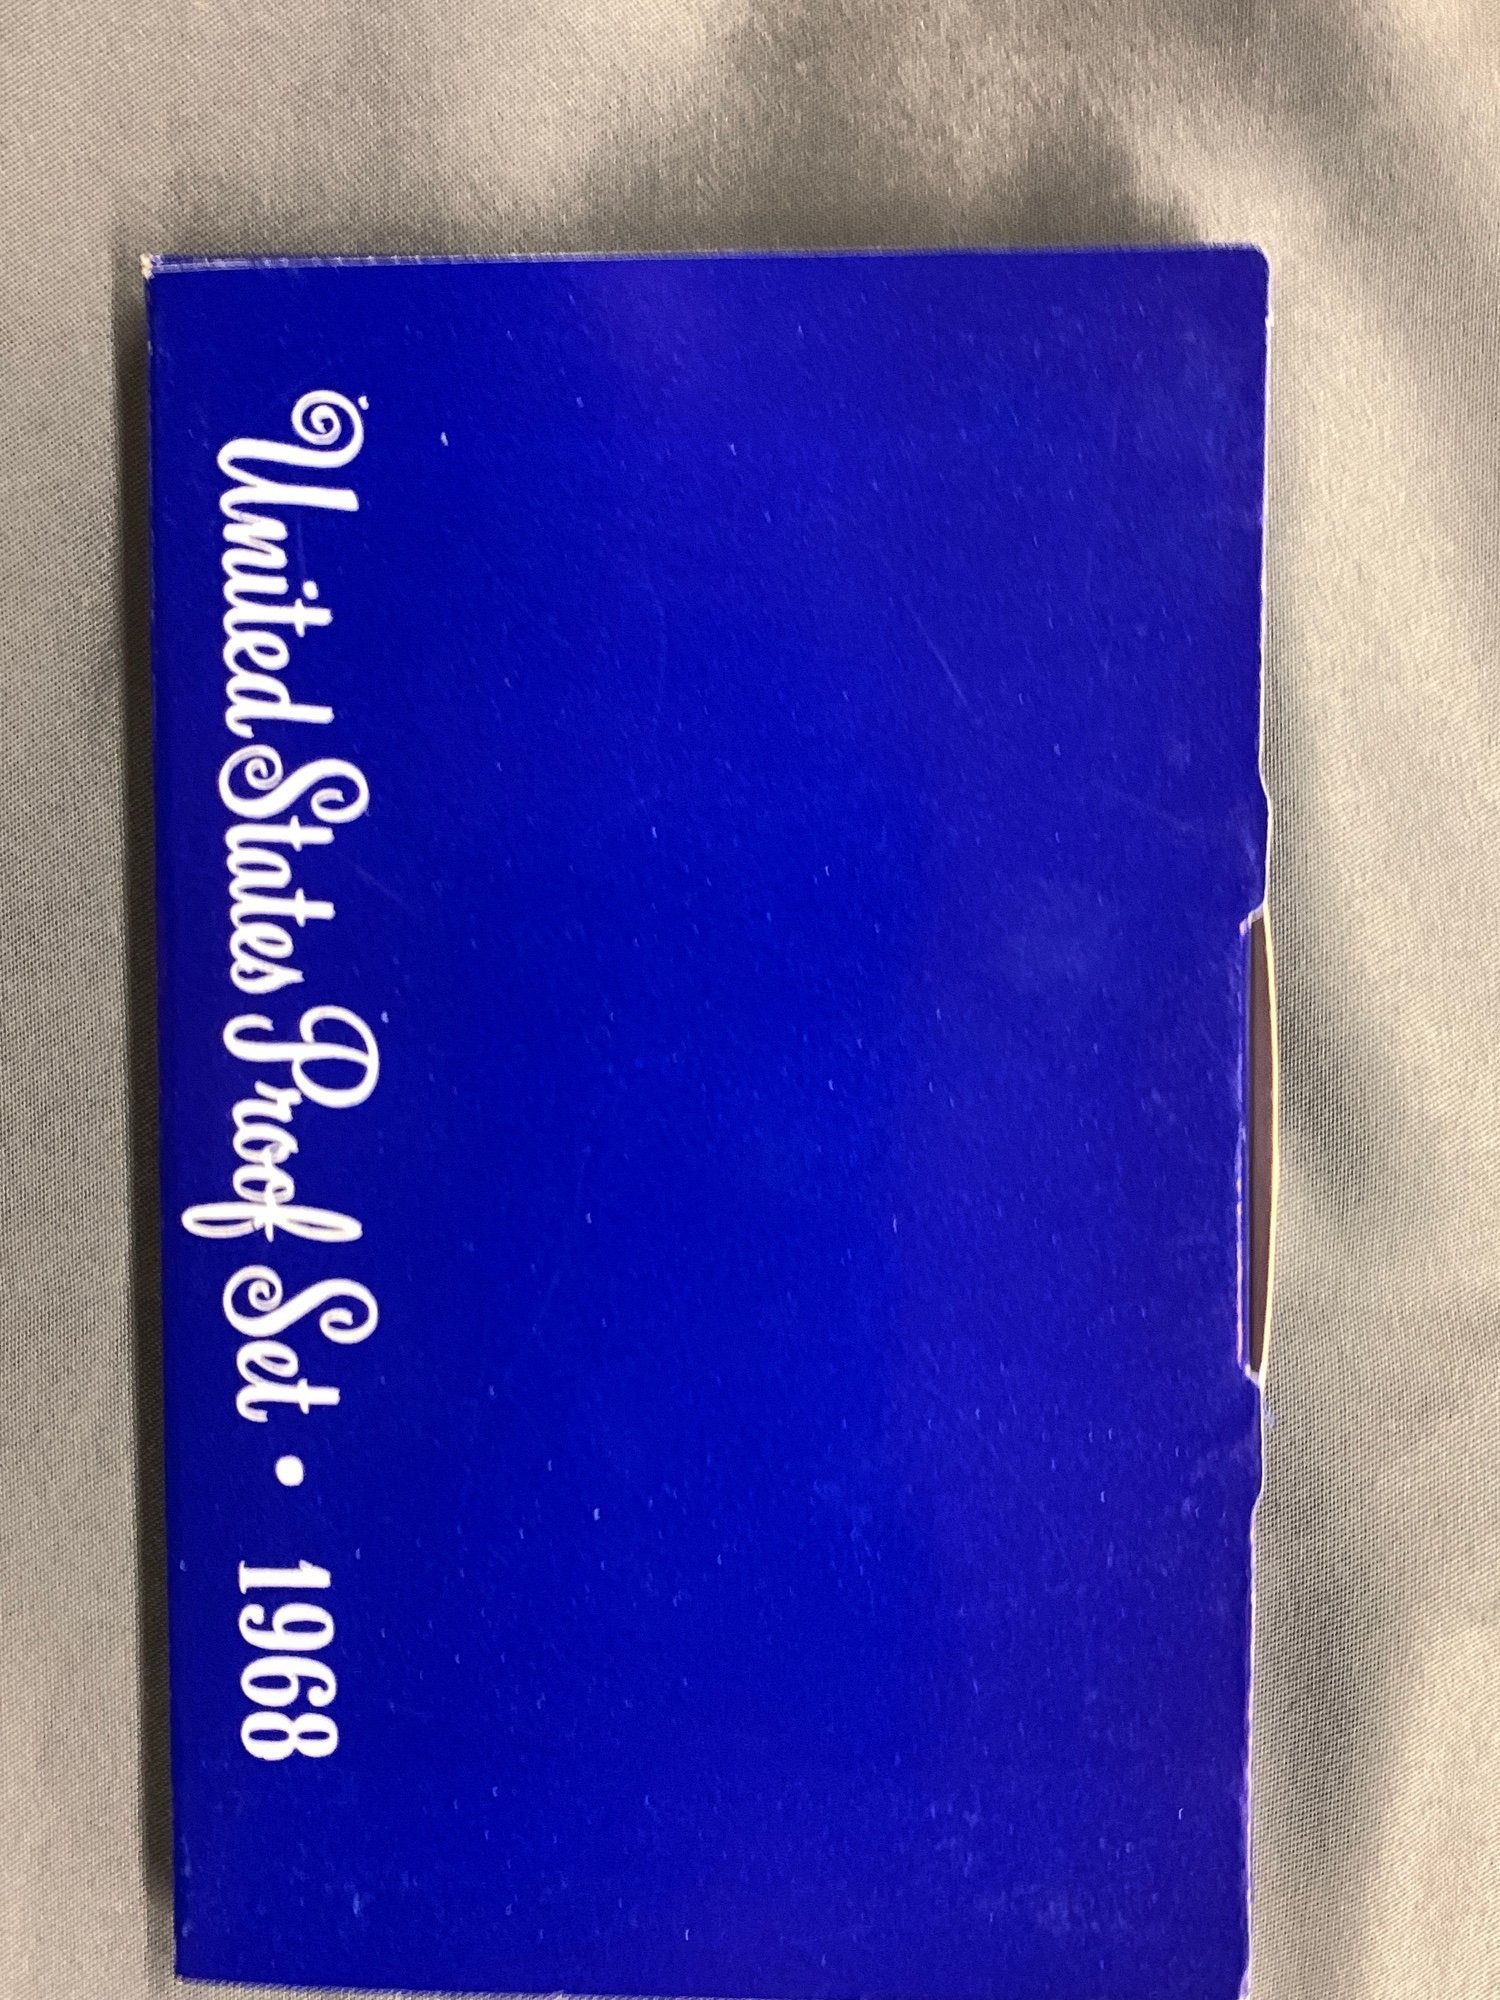 United States Proof Set • 1968